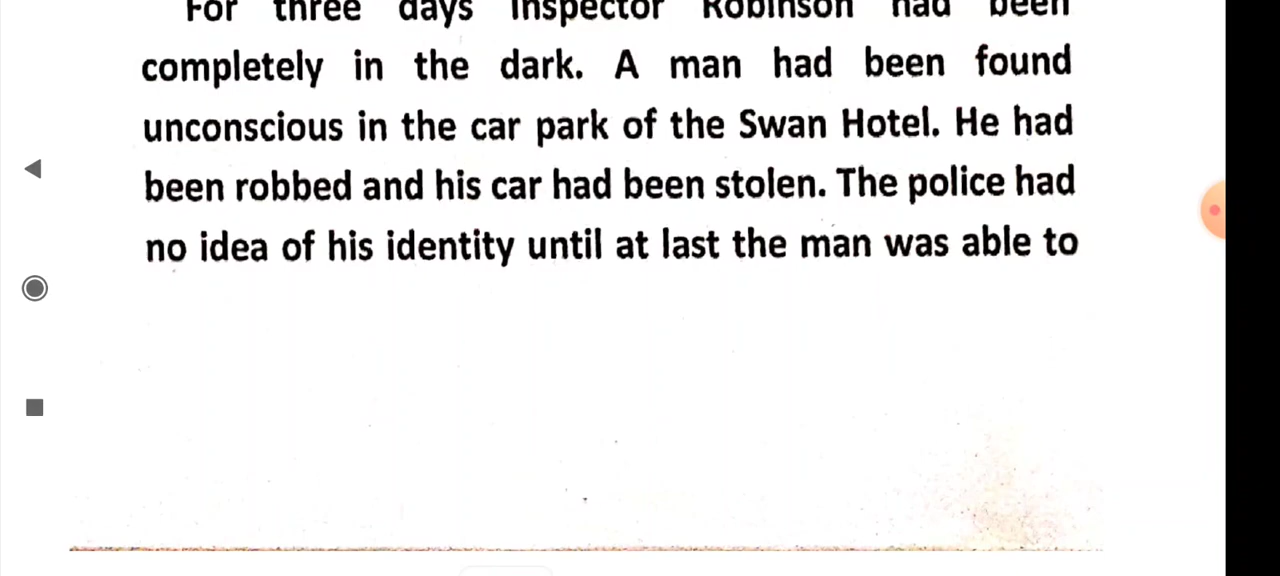 For three days Inspector Robinson had been
completely in the dark. A man had been found
unconscious in the car park of the Swan Hotel. He had
been robbed and his car had been stolen. The police had
no idea of his identity until at last the man was able to